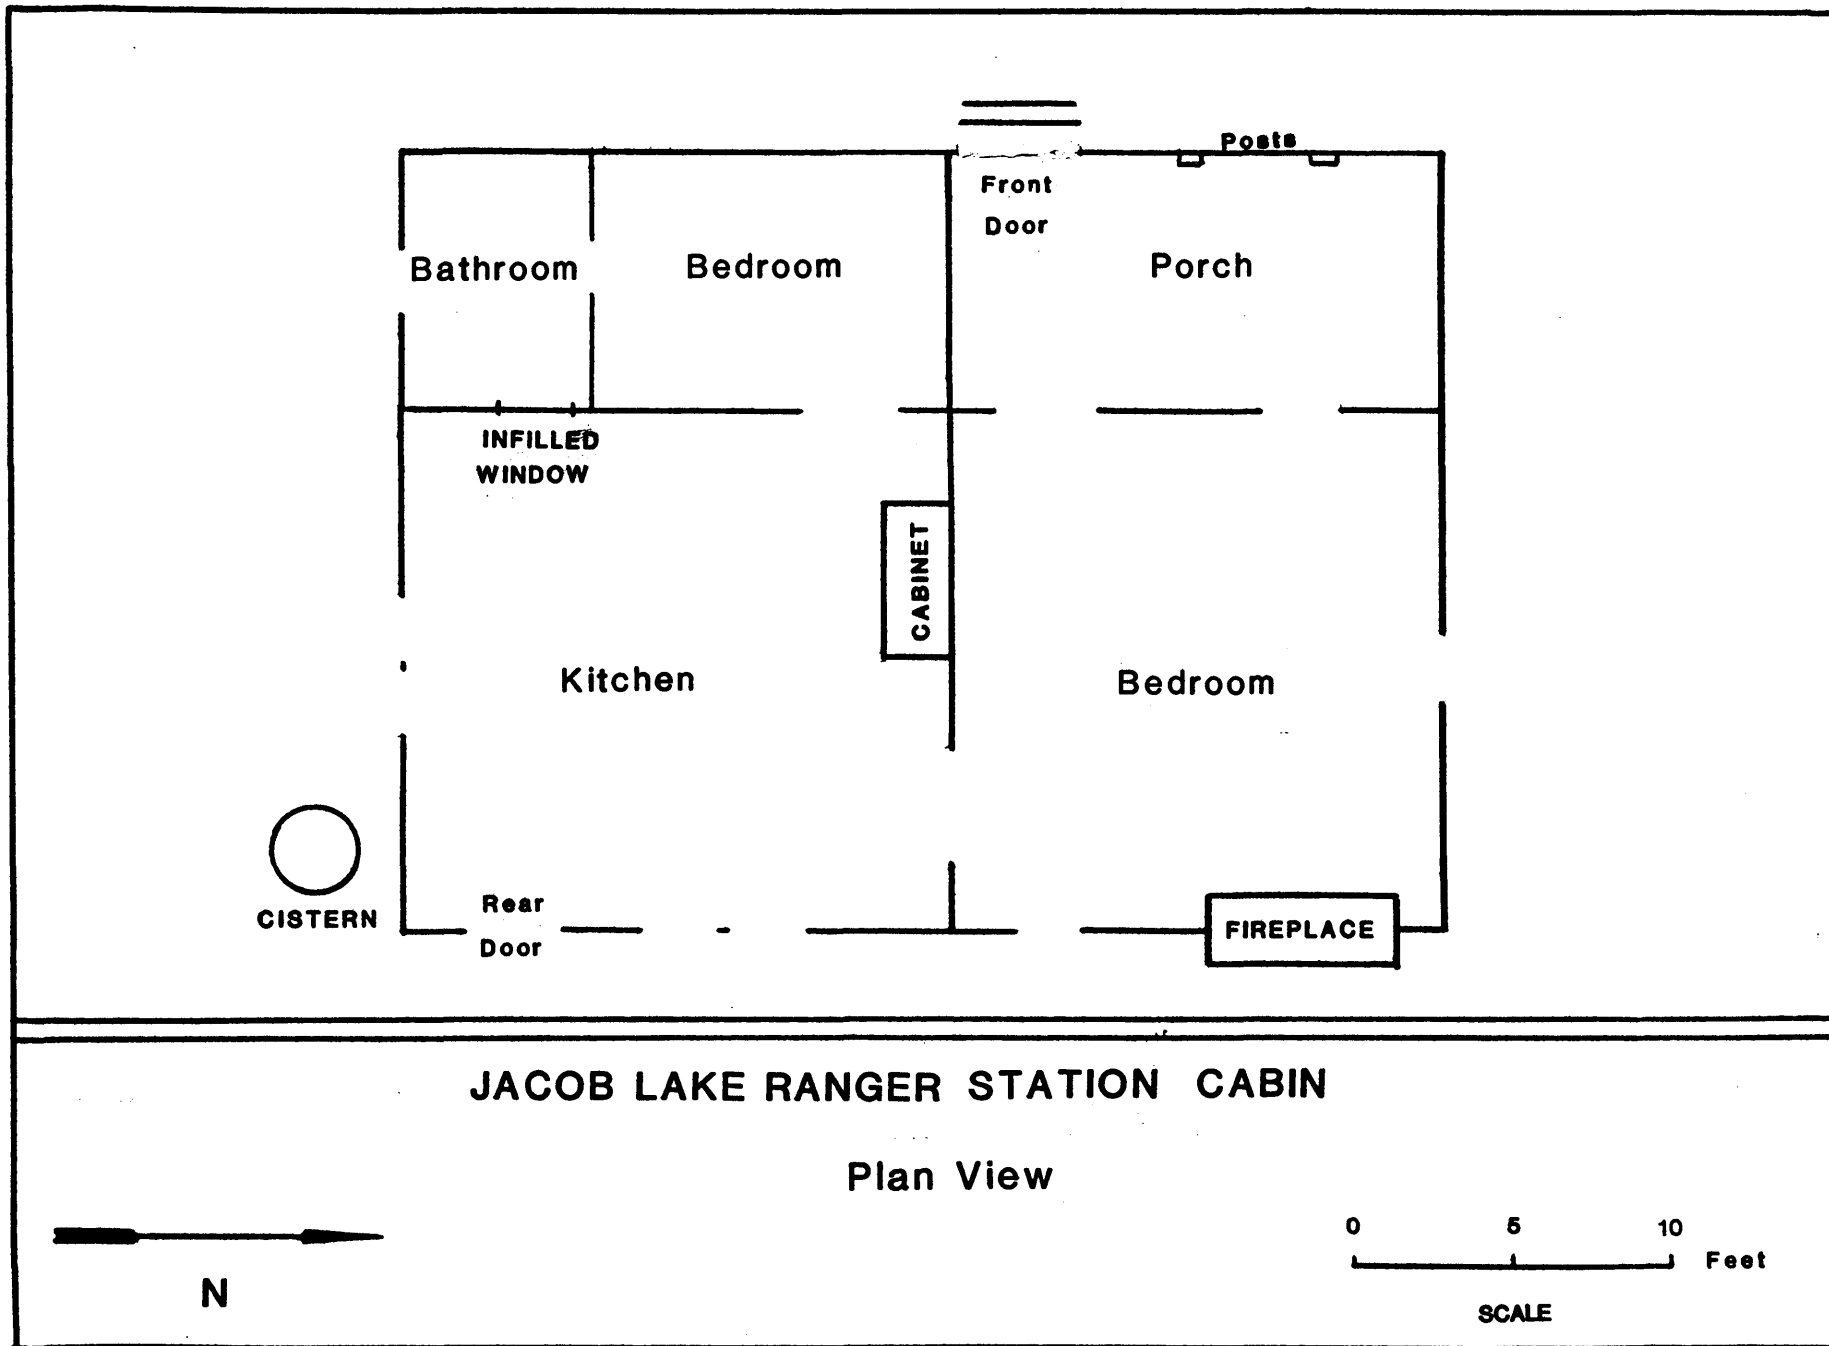 Posts
Front
Door
Bathroom
Bedroom
Porch
INFILLED
WINDOW
CABINET
Kitchen
Bedroom
CISTERN
Rear
Door
FIREPLACE
JACOB LAKE RANGER STATION CABIN
Plan View
N
0 5 10
Feet
SCALE